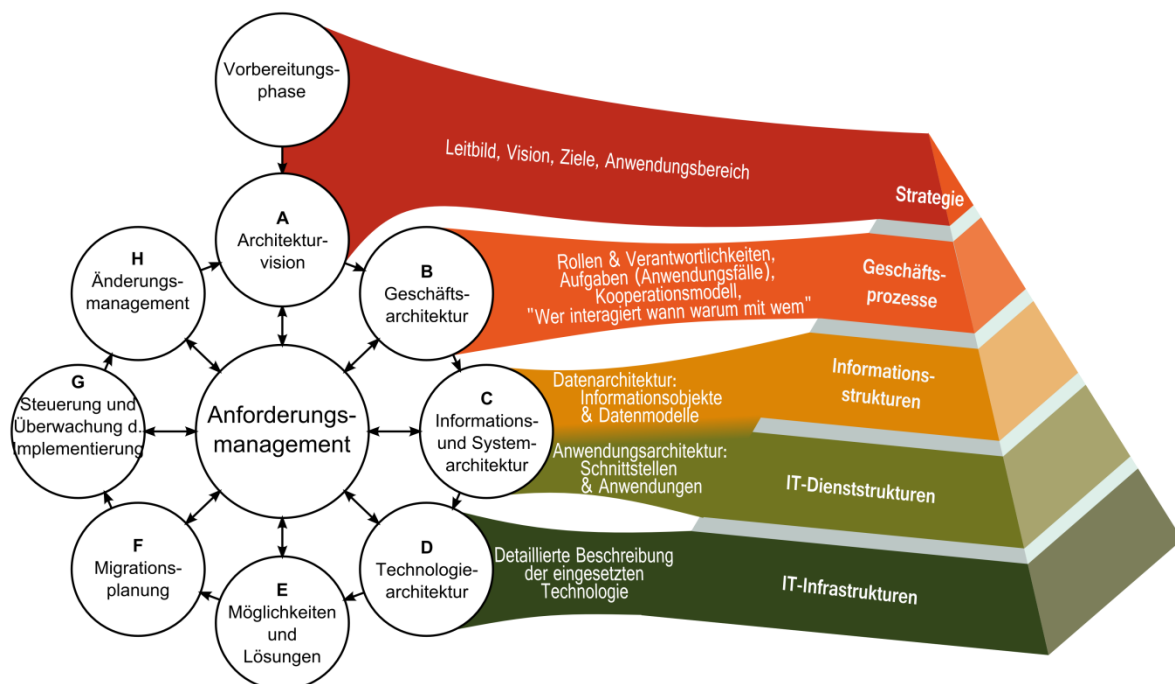 Vorbereitungs-
phase
A
Architektur-
vision
B
Geschäfts-
architektur
C
Informations-
und System-
architektur
D
Technologie-
architektur
E
Möglichkeiten
und
Lösungen
F
Migrations-
planung
G
Steuerung und
Überwachung d.
Implementierung
H
Änderungs-
management
Anforderungs-
management
Leitbild, Vision, Ziele, Anwendungsbereich
Strategie
Rollen & Verantwortlichkeiten,
Aufgaben (Anwendungsfälle),
Kooperationsmodell,
"Wer interagiert wann warum mit wem"
Geschäfts-
prozesse
Datenarchitektur:
Informationsobjekte
& Datenmodelle
Informations-
strukturen
Anwendungsarchitektur:
Schnittstellen
& Anwendungen
IT-Dienststrukturen
Detaillierte Beschreibung
der eingesetzten
Technologie
IT-Infrastrukturen